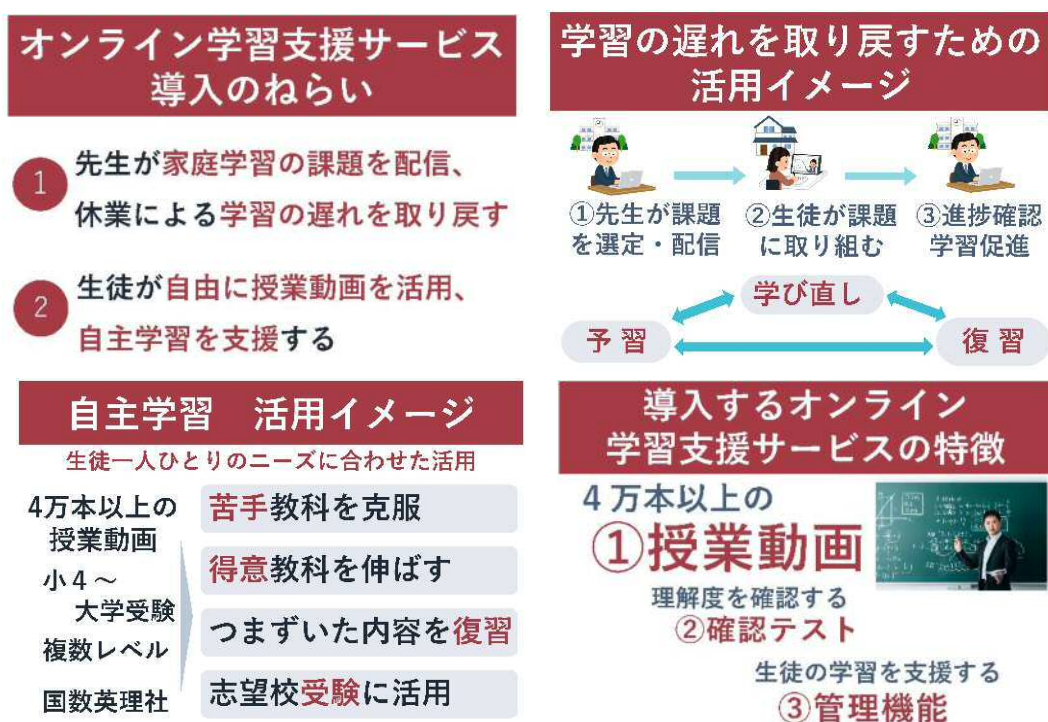 オンライン学習支援サービス
導入のねらい
1
先生が家庭学習の課題を配信、
休業による学習の遅れを取り戻す
2
生徒が自由に授業動画を活用、
自主学習を支援する
学習の遅れを取り戻すための
活用イメージ
①先生が課題
を選定・配信
②生徒が課題
に取り組む
③進捗確認
学習促進
学び直し
予習
復習
自主学習 活用イメージ
生徒一人ひとりのニーズに合わせた活用
4万本以上の
授業動画
小4～
大学受験
複数レベル
国数英理社
苦手教科を克服
得意教科を伸ばす
つまずいた内容を復習
志望校受験に活用
導入するオンライン
学習支援サービスの特徴
4万本以上の
①授業動画
理解度を確認する
②確認テスト
生徒の学習を支援する
③管理機能